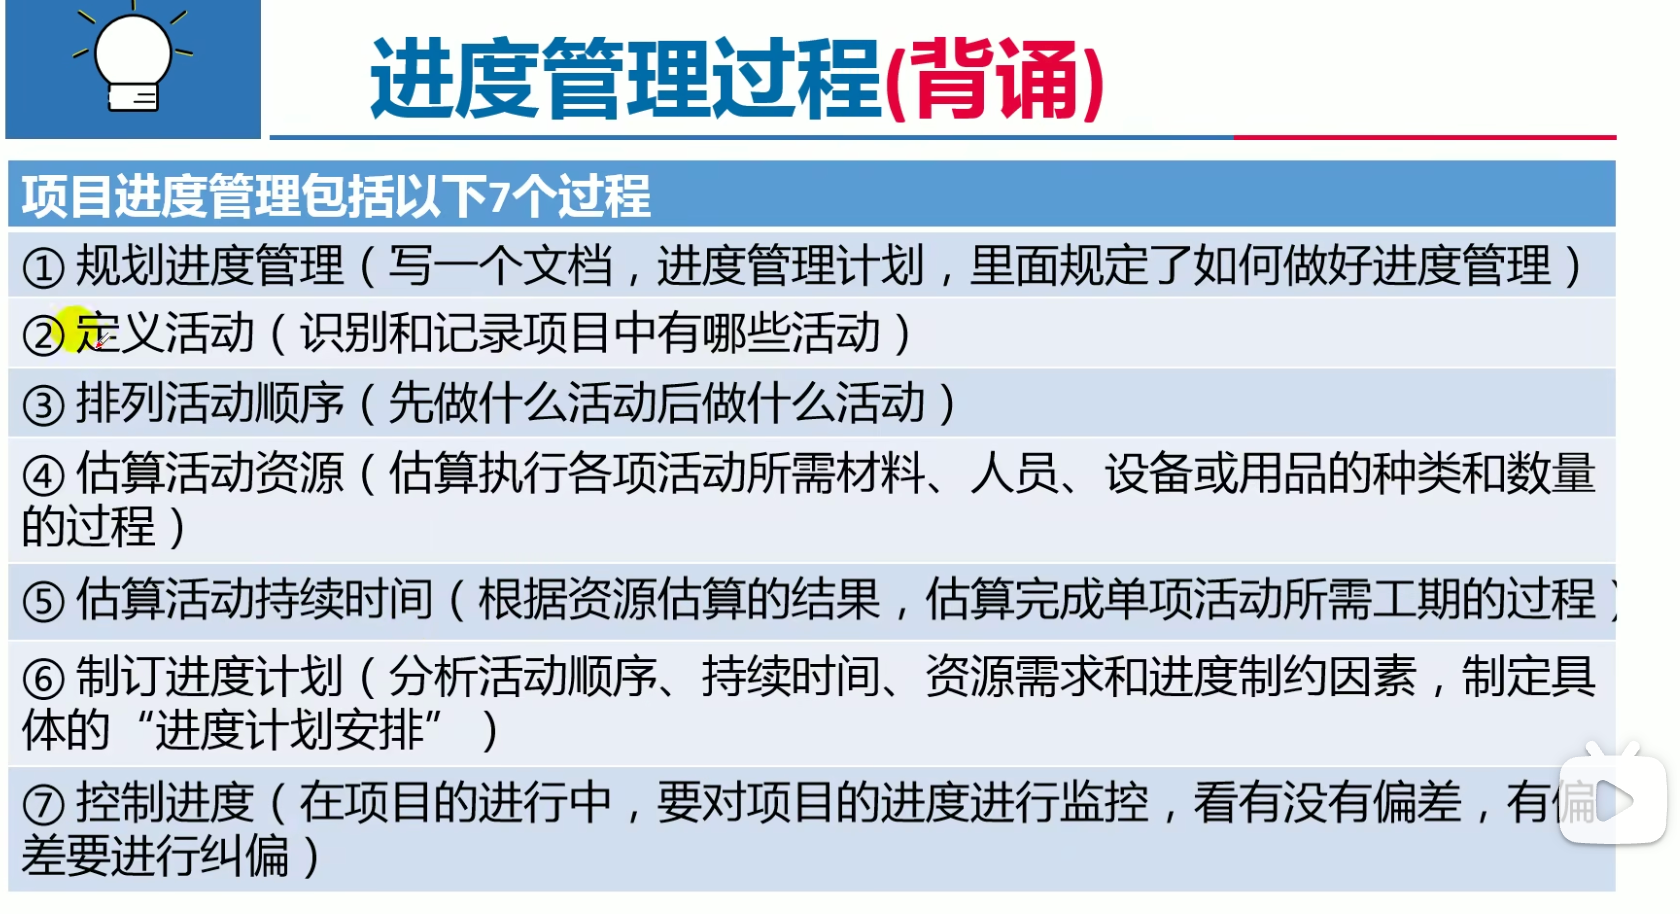 进度管理过程(背诵)
项目进度管理包括以下7个过程
① 规划进度管理（写一个文档，进度管理计划，里面规定了如何做好进度管理）
② 定义活动（识别和记录项目中有哪些活动）
③ 排列活动顺序（先做什么活动后做什么活动）
④ 估算活动资源（估算执行各项活动所需材料、人员、设备或用品的种类和数量
的过程）
⑤ 估算活动持续时间（根据资源估算的结果，估算完成单项活动所需工期的过程）
⑥ 制订进度计划（分析活动顺序、持续时间、资源需求和进度制约因素，制定具
体的“进度计划安排” ）
⑦ 控制进度（在项目的进行中，要对项目的进度进行监控，看有没有偏差，有偏
差要进行纠偏）